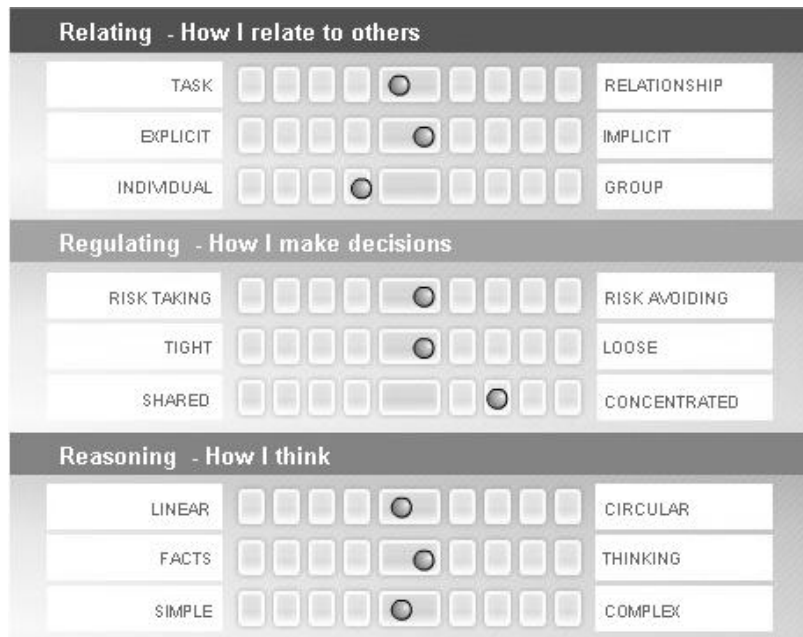 Relating - How I relate to others
TASK RELATIONSHIP
EXPLICIT IMPLICIT
INDIVIDUAL GROUP
Regulating - How I make decisions
RISK TAKING RISK AVOIDING
TIGHT LOOSE
SHARED CONCENTRATED
Reasoning - How I think
LINEAR CIRCULAR
FACTS THINKING
SIMPLE COMPLEX